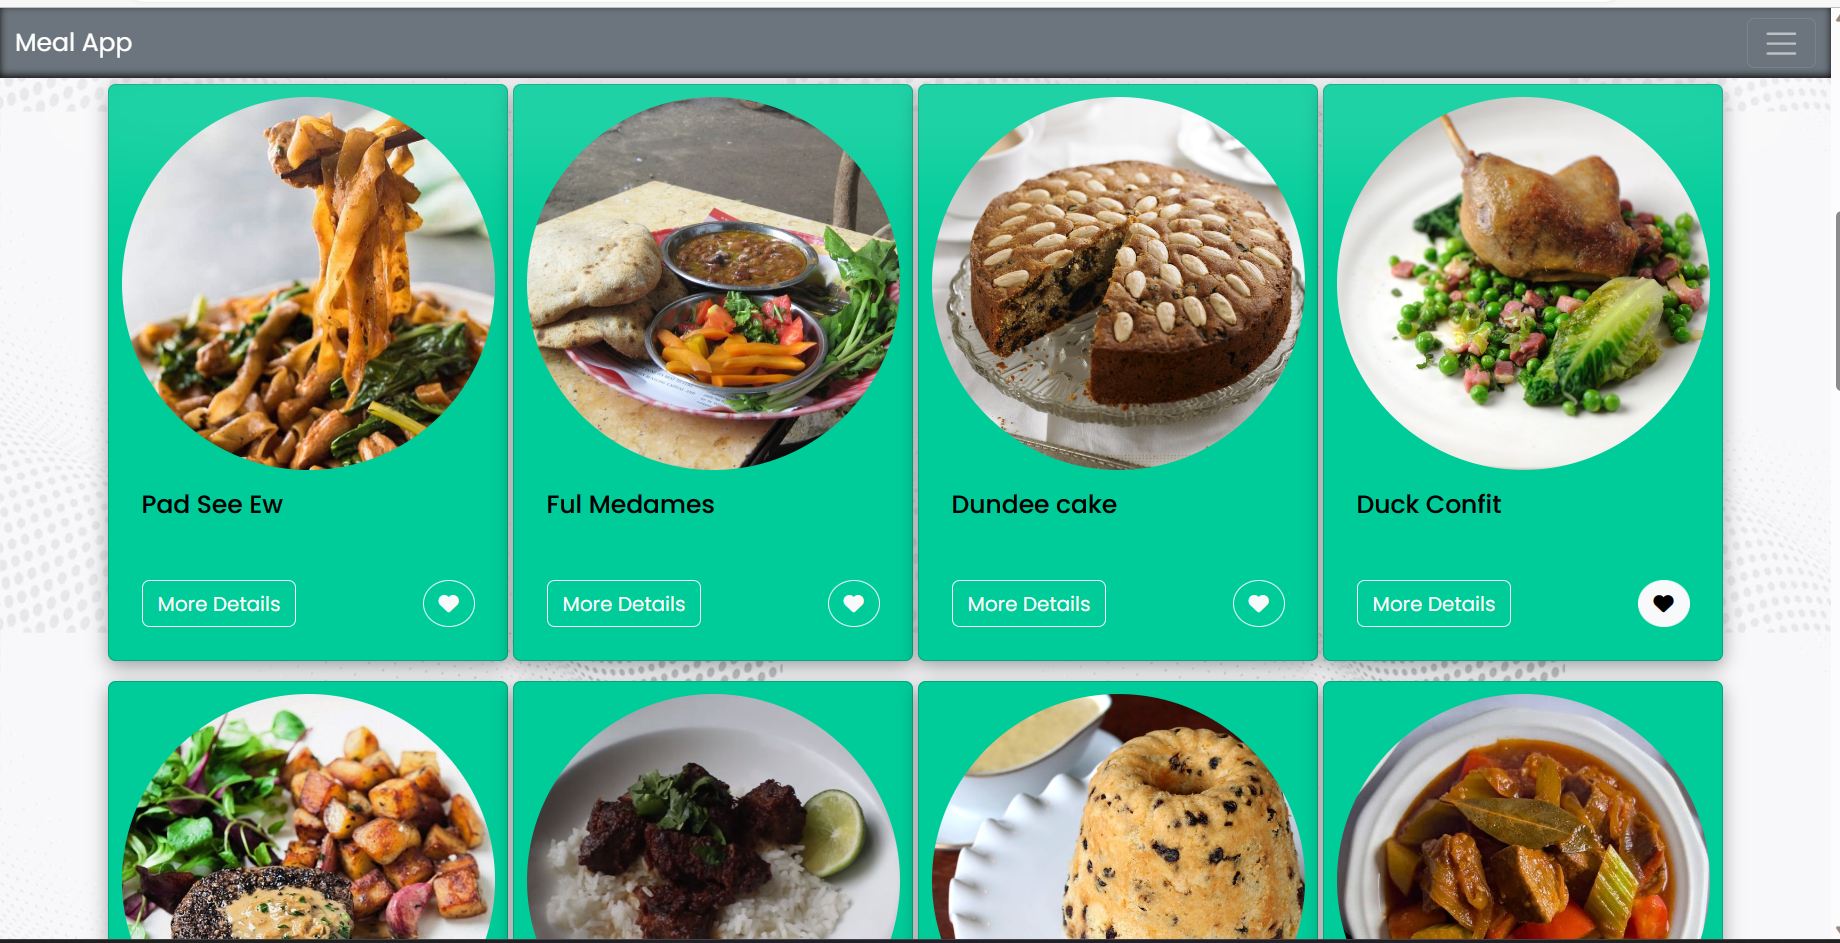 Meal App
Pad See Ew
Ful Medames
Dundee cake
Duck Confit
More Details
More Details
More Details
More Details